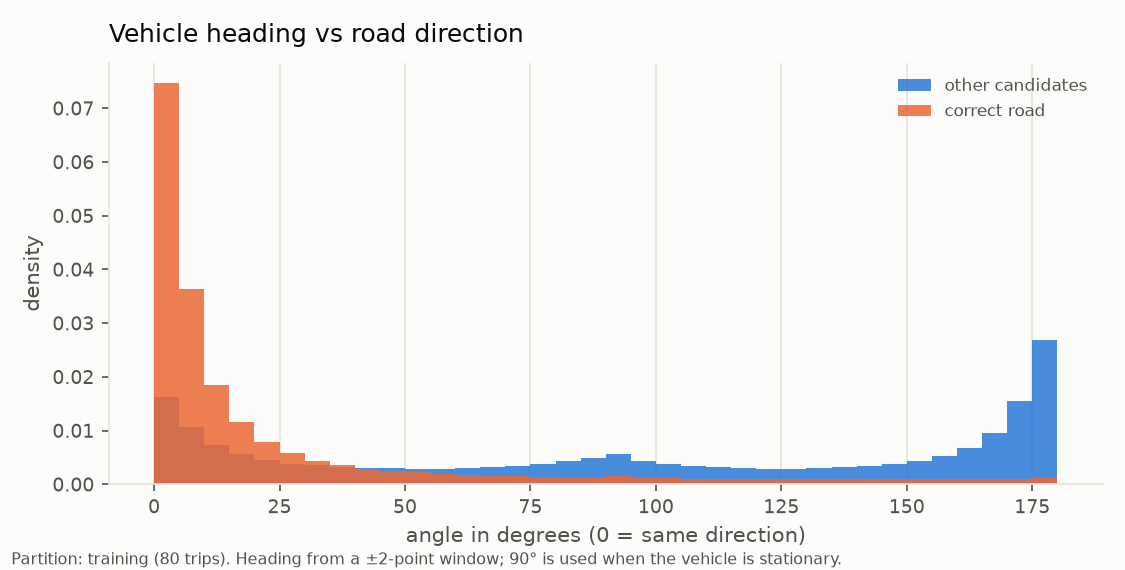 Vehicle heading vs road direction
other candidates
correct road
density
0.07
0.06
0.05
0.04
0.03
0.02
0.01
0.00
0 25 50 75 100 125 150 175
angle in degrees (0 = same direction)
Partition: training (80 trips). Heading from a ±2-point window; 90° is used when the vehicle is stationary.